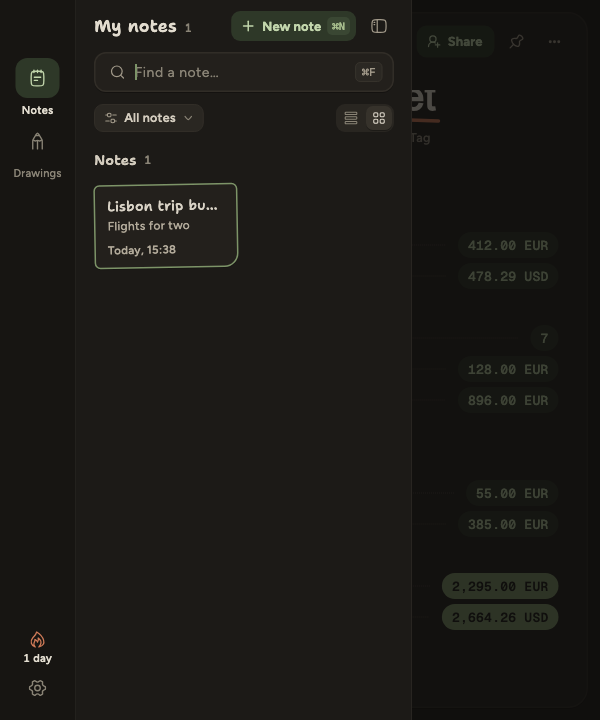 My notes 1
+ New note ⌘N
Share
Notes
Find a note…
⌘F
All notes
Notes 1
Drawings
Lisbon trip bu…
Flights for two
Today, 15:38
Tag
412.00 EUR
478.29 USD
7
128.00 EUR
896.00 EUR
55.00 EUR
385.00 EUR
2,295.00 EUR
2,664.26 USD
1 day